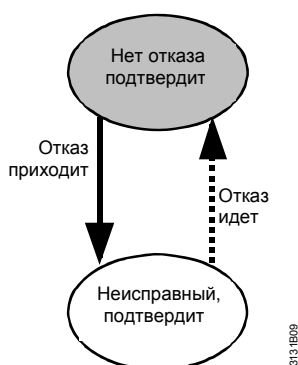 Нет отказа
подтвердит
Отказ
приходит
Отказ
идет
Неисправный,
подтвердит
3131B09